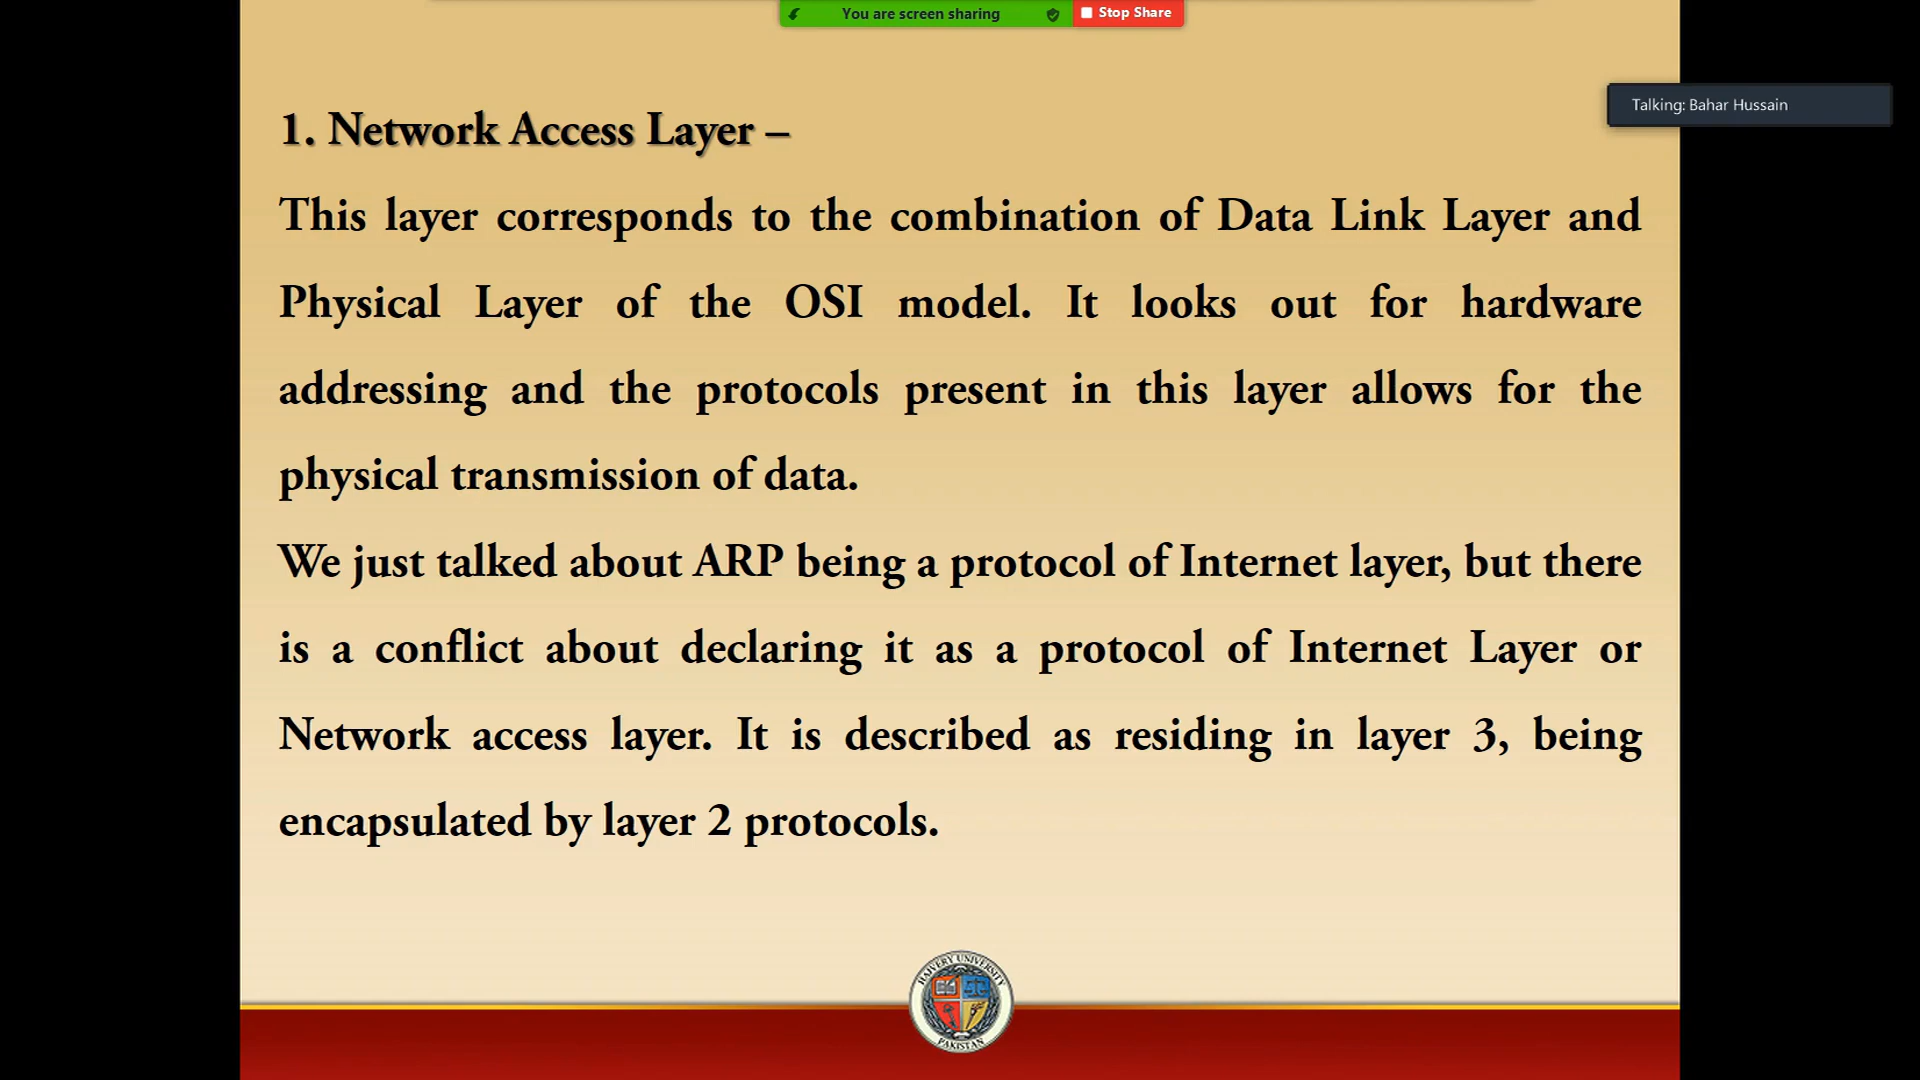 You are screen sharing
Stop Share
Talking: Bahar Hussain
1. Network Access Layer –
This layer corresponds to the combination of Data Link Layer and
Physical Layer of the OSI model. It looks out for hardware
addressing and the protocols present in this layer allows for the
physical transmission of data.
We just talked about ARP being a protocol of Internet layer, but there
is a conflict about declaring it as a protocol of Internet Layer or
Network access layer. It is described as residing in layer 3, being
encapsulated by layer 2 protocols.
HAIVERY UNIVERSITY
PAKISTAN